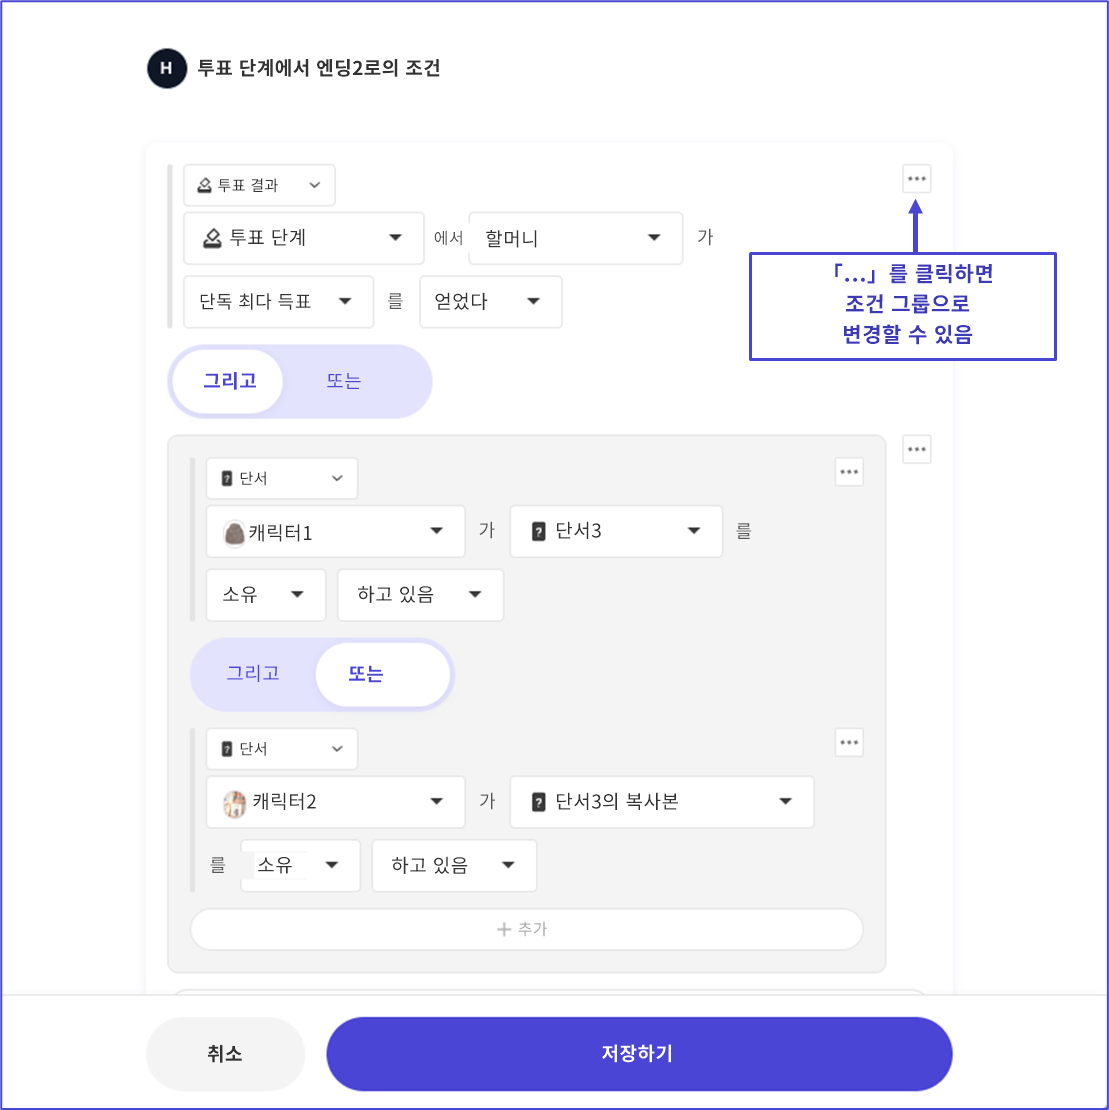 H 투표 단계에서 엔딩2로의 조건
투표 결과
투표 단계 에서 할머니 가
단독 최다 득표 를 얻었다
「...」를 클릭하면
조건 그룹으로
변경할 수 있음
그리고 또는
? 단서
캐릭터1 가 ? 단서3 를
소유 하고 있음
그리고 또는
? 단서
캐릭터2 가 ? 단서3의 복사본
를 소유 하고 있음
+ 추가
취소 저장하기